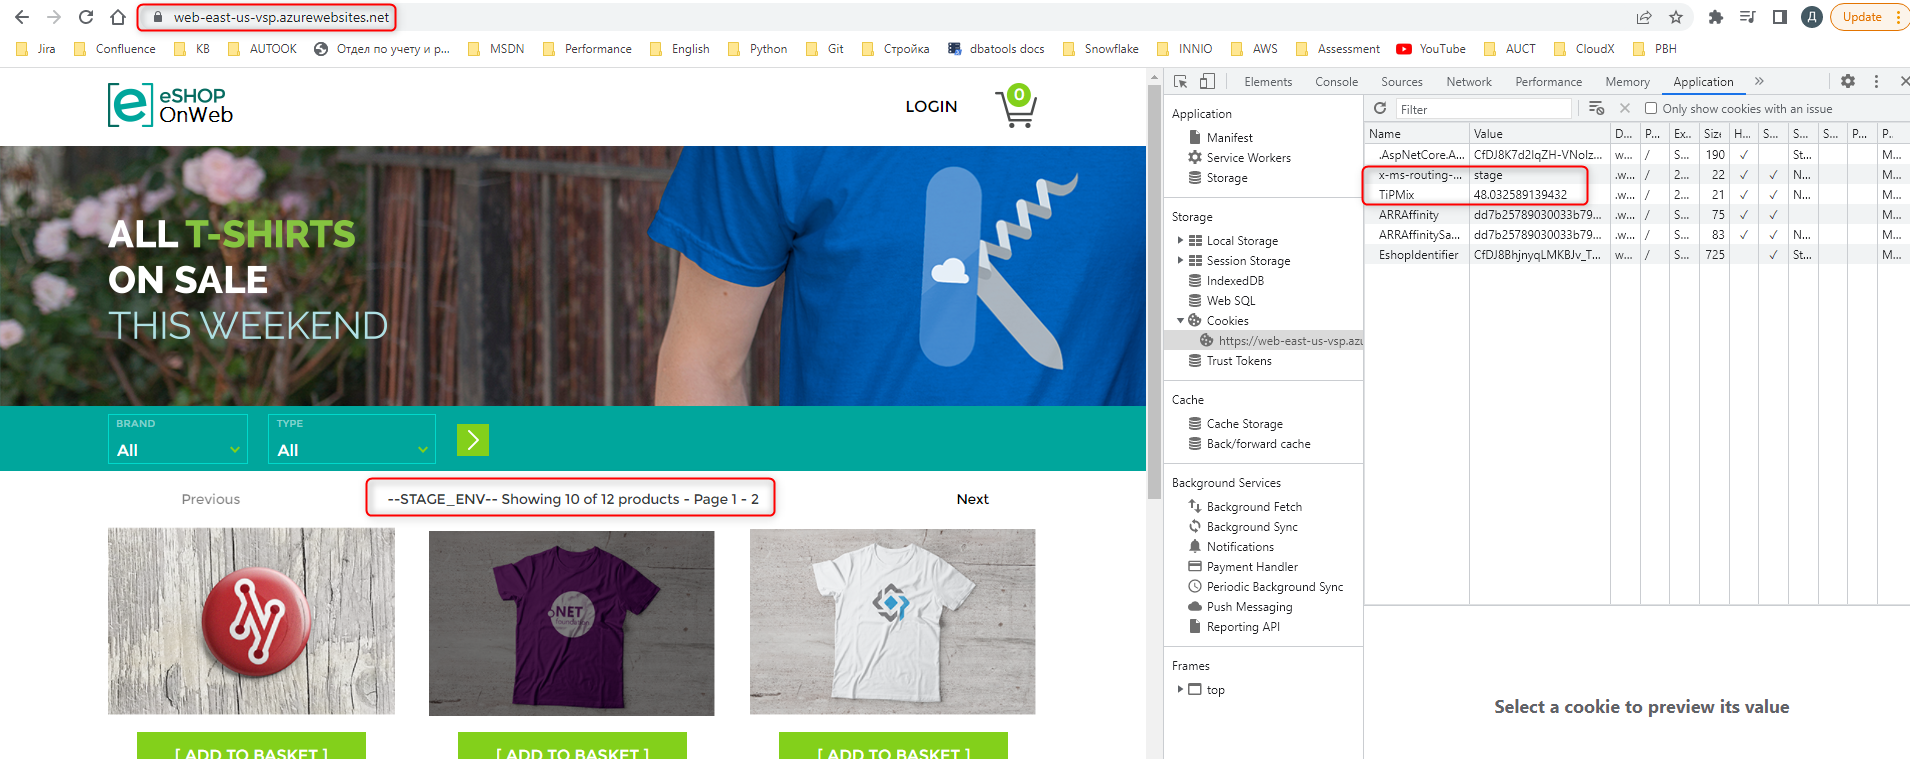 web-east-us-vsp.azurewebsites.net
Д
Update
Jira
Confluence
KB
AUTOOK
Отдел по учету и р...
MSDN
Performance
English
Python
Git
Стройка
dbatools docs
Snowflake
INNIO
AWS
Assessment
YouTube
AUCT
CloudX
PBH
[e] eSHOP
OnWeb
LOGIN
0
ALL T-SHIRTS
ON SALE
THIS WEEKEND
BRAND
All
TYPE
All
Previous
--STAGE_ENV-- Showing 10 of 12 products - Page 1 - 2
Next
.NET
foundation
[ ADD TO BASKET ]
[ ADD TO BASKET ]
[ ADD TO BASKET ]
Elements
Console
Sources
Network
Performance
Memory
Application
Application
Manifest
Service Workers
Storage
Storage
Local Storage
Session Storage
IndexedDB
Web SQL
Cookies
https://web-east-us-vsp.azu
Trust Tokens
Cache
Cache Storage
Back/forward cache
Background Services
Background Fetch
Background Sync
Notifications
Payment Handler
Periodic Background Sync
Push Messaging
Reporting API
Frames
top
Filter
Only show cookies with an issue
Name Value D... P... Ex... Size H... S... S... S... P... P.
.AspNetCore.A... CfDJ8K7d2IqZH-VNoIz... w... / S... 190 ✓ St... M...
x-ms-routing-... stage .w... / 2... 22 ✓ ✓ N... M...
TiPMix 48.032589139432 .w... / 2... 21 ✓ ✓ N... M...
ARRAffinity dd7b25789030033b79... .w... / S... 75 ✓ ✓ M...
ARRAffinitySa... dd7b25789030033b79... .w... / S... 83 ✓ ✓ N... M...
EshopIdentifier CfDJ8BhjnyqLMKBJv_T... w... / S... 725 ✓ St... M...
Select a cookie to preview its value